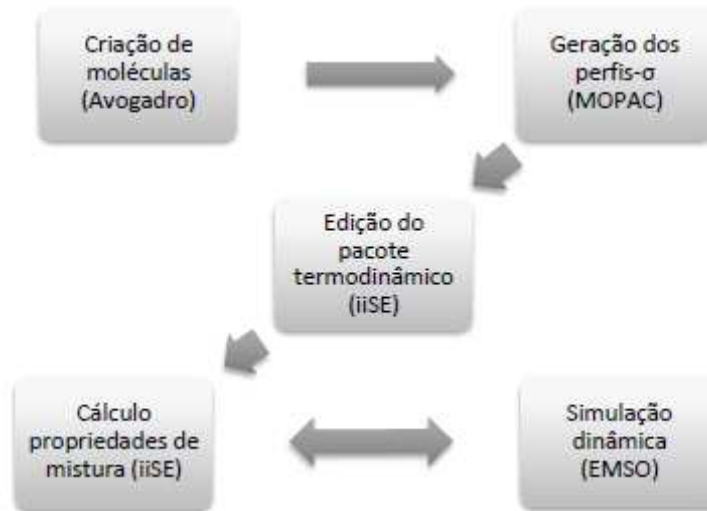 Criação de
moléculas
(Avogadro)
Geração dos
perfis-σ
(MOPAC)
Edição do
pacote
termodinâmico
(iiSE)
Cálculo
propriedades de
mistura (iiSE)
Simulação
dinâmica
(EMSO)